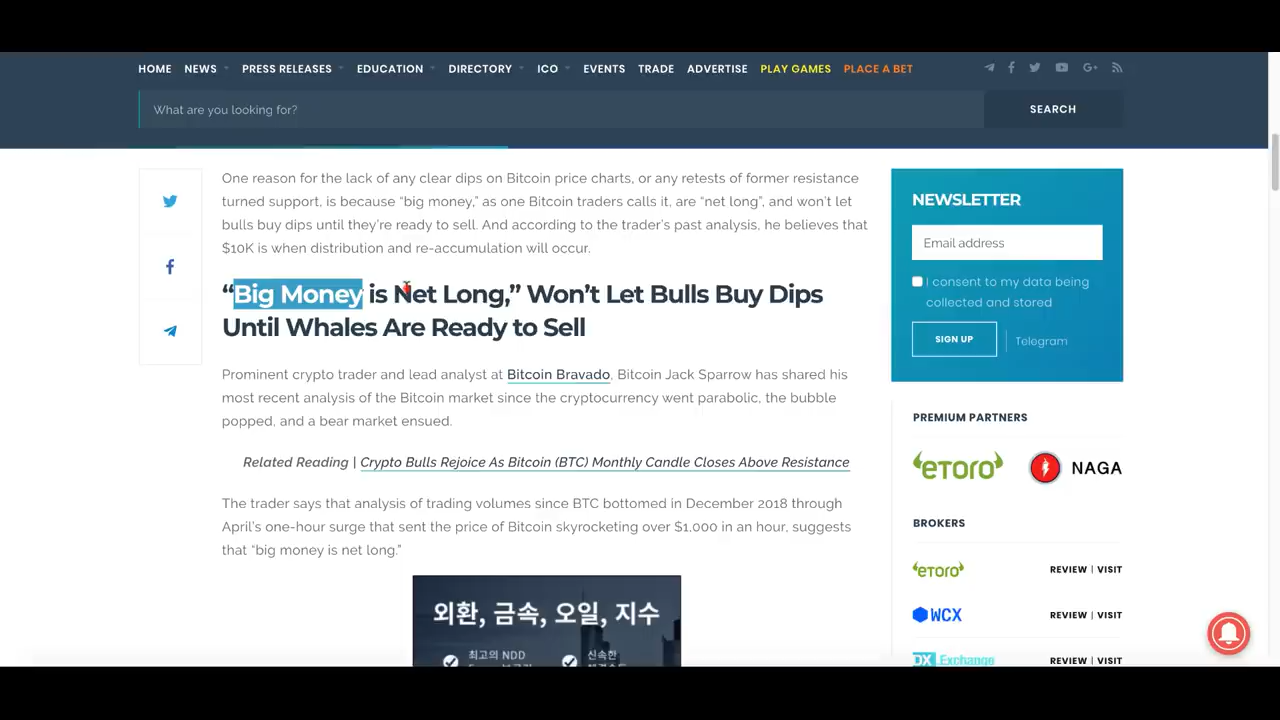 HOME NEWS PRESS RELEASES EDUCATION DIRECTORY ICO EVENTS TRADE ADVERTISE PLAY GAMES PLACE A BET
What are you looking for? SEARCH
One reason for the lack of any clear dips on Bitcoin price charts, or any retests of former resistance
turned support, is because “big money,” as one Bitcoin traders calls it, are “net long”, and won’t let
bulls buy dips until they’re ready to sell. And according to the trader’s past analysis, he believes that
$10K is when distribution and re-accumulation will occur.
“Big Money is Net Long,” Won’t Let Bulls Buy Dips
Until Whales Are Ready to Sell
Prominent crypto trader and lead analyst at Bitcoin Bravado, Bitcoin Jack Sparrow has shared his
most recent analysis of the Bitcoin market since the cryptocurrency went parabolic, the bubble
popped, and a bear market ensued.
Related Reading | Crypto Bulls Rejoice As Bitcoin (BTC) Monthly Candle Closes Above Resistance
The trader says that analysis of trading volumes since BTC bottomed in December 2018 through
April’s one-hour surge that sent the price of Bitcoin skyrocketing over $1,000 in an hour, suggests
that “big money is net long.”
외환, 금속, 오일, 지수
최고의 NDD 신속한
NEWSLETTER
Email address
I consent to my data being
collected and stored
SIGN UP Telegram
PREMIUM PARTNERS
eToro NAGA
BROKERS
eToro REVIEW | VISIT
WCX REVIEW | VISIT
DX.Exchange REVIEW | VISIT